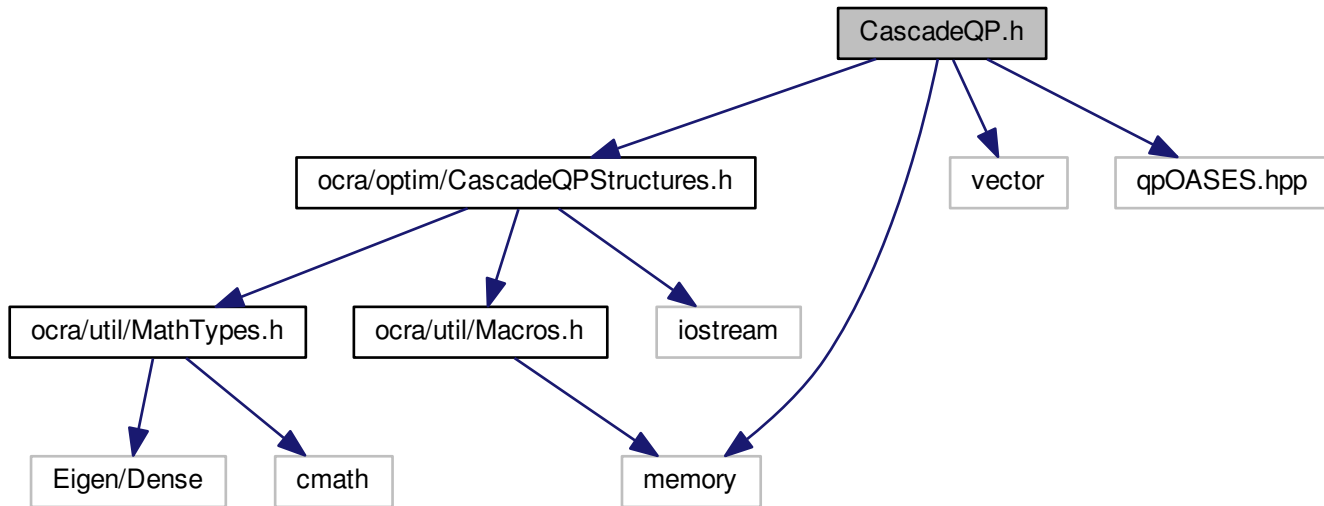 CascadeQP.h
ocra/optim/CascadeQPStructures.h
vector
qpOASES.hpp
ocra/util/MathTypes.h
ocra/util/Macros.h
iostream
Eigen/Dense
cmath
memory